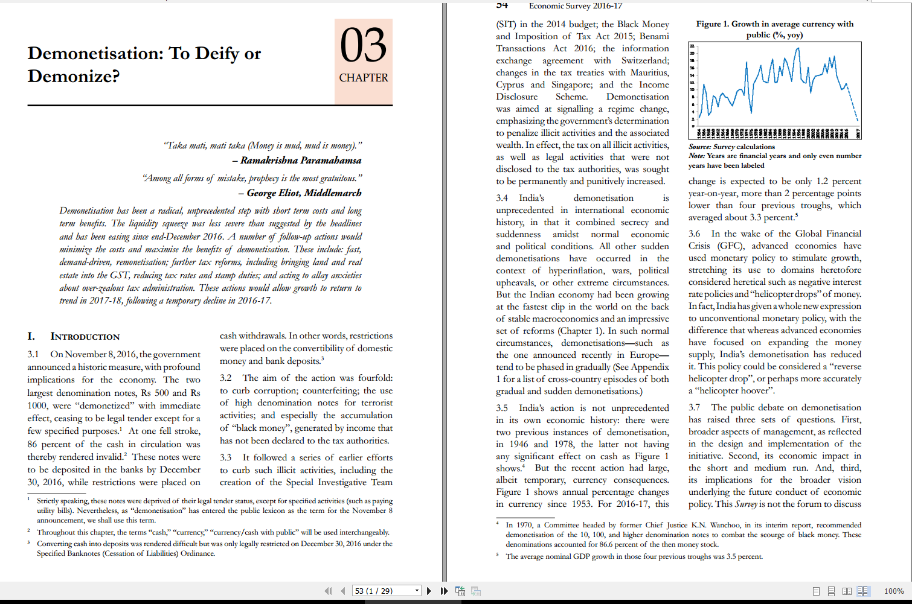 03
CHAPTER
Demonetisation: To Deify or
Demonize?
“Taka mati, mati taka (Money is mud, mud is money).”
– Ramakrishna Paramahamsa
“Among all forms of mistake, prophecy is the most gratuitous.”
– George Eliot, Middlemarch
Demonetisation has been a radical, unprecedented step with short term costs and long
term benefits. The liquidity squeeze was less severe than suggested by the headlines
and has been easing since end-December 2016. A number of follow-up actions would
minimize the costs and maximise the benefits of demonetisation. These include: fast,
demand-driven, remonetisation; further tax reforms, including bringing land and real
estate into the GST, reducing tax rates and stamp duties; and acting to allay anxieties
about over-zealous tax administration. These actions would allow growth to return to
trend in 2017-18, following a temporary decline in 2016-17.
I. INTRODUCTION
3.1 On November 8, 2016, the government
announced a historic measure, with profound
implications for the economy. The two
largest denomination notes, Rs 500 and Rs
1000, were “demonetized” with immediate
effect, ceasing to be legal tender except for a
few specified purposes.¹ At one fell stroke,
86 percent of the cash in circulation was
thereby rendered invalid.² These notes were
to be deposited in the banks by December
30, 2016, while restrictions were placed on
cash withdrawals. In other words, restrictions
were placed on the convertibility of domestic
money and bank deposits.³
3.2 The aim of the action was fourfold:
to curb corruption; counterfeiting; the use
of high denomination notes for terrorist
activities; and especially the accumulation
of “black money”, generated by income that
has not been declared to the tax authorities.
3.3 It followed a series of earlier efforts
to curb such illicit activities, including the
creation of the Special Investigative Team
¹ Strictly speaking, these notes were deprived of their legal tender status, except for specified activities (such as paying
utility bills). Nevertheless, as “demonetisation” has entered the public lexicon as the term for the November 8
announcement, we shall use this term.
² Throughout this chapter, the terms “cash,” “currency,” “currency/cash with public” will be used interchangeably.
³ Converting cash into deposits was rendered difficult but was only legally restricted on December 30, 2016 under the
Specified Banknotes (Cessation of Liabilities) Ordinance.
54 Economic Survey 2016-17
(SIT) in the 2014 budget; the Black Money
and Imposition of Tax Act 2015; Benami
Transactions Act 2016; the information
exchange agreement with Switzerland;
changes in the tax treaties with Mauritius,
Cyprus and Singapore; and the Income
Disclosure Scheme. Demonetisation
was aimed at signalling a regime change,
emphasizing the government’s determination
to penalize illicit activities and the associated
wealth. In effect, the tax on all illicit activities,
as well as legal activities that were not
disclosed to the tax authorities, was sought
to be permanently and punitively increased.
3.4 India’s demonetisation is
unprecedented in international economic
history, in that it combined secrecy and
suddenness amidst normal economic
and political conditions. All other sudden
demonetisations have occurred in the
context of hyperinflation, wars, political
upheavals, or other extreme circumstances.
But the Indian economy had been growing
at the fastest clip in the world on the back
of stable macroeconomics and an impressive
set of reforms (Chapter 1). In such normal
circumstances, demonetisations—such as
the one announced recently in Europe—
tend to be phased in gradually (See Appendix
1 for a list of cross-country episodes of both
gradual and sudden demonetisations.)
3.5 India’s action is not unprecedented
in its own economic history: there were
two previous instances of demonetisation,
in 1946 and 1978, the latter not having
any significant effect on cash as Figure 1
shows.⁴ But the recent action had large,
albeit temporary, currency consequences.
Figure 1 shows annual percentage changes
in currency since 1953. For 2016-17, this
Figure 1. Growth in average currency with
public (%, yoy)
Source: Survey calculations
Note: Years are financial years and only even number
years have been labeled
change is expected to be only 1.2 percent
year-on-year, more than 2 percentage points
lower than four previous troughs, which
averaged about 3.3 percent.⁵
3.6 In the wake of the Global Financial
Crisis (GFC), advanced economies have
used monetary policy to stimulate growth,
stretching its use to domains heretofore
considered heretical such as negative interest
rate policies and “helicopter drops” of money.
In fact, India has given a whole new expression
to unconventional monetary policy, with the
difference that whereas advanced economies
have focused on expanding the money
supply, India’s demonetisation has reduced
it. This policy could be considered a “reverse
helicopter drop”, or perhaps more accurately
a “helicopter hoover”.
3.7 The public debate on demonetisation
has raised three sets of questions. First,
broader aspects of management, as reflected
in the design and implementation of the
initiative. Second, its economic impact in
the short and medium run. And, third,
its implications for the broader vision
underlying the future conduct of economic
policy. This Survey is not the forum to discuss
⁴ In 1970, a Committee headed by former Chief Justice K.N. Wanchoo, in its interim report, recommended
demonetisation of the 10, 100, and higher denomination notes to combat the scourge of black money. These
denominations accounted for 86.6 percent of the then money stock.
⁵ The average nominal GDP growth in those four previous troughs was 3.5 percent.
53 (1 / 29)
100%